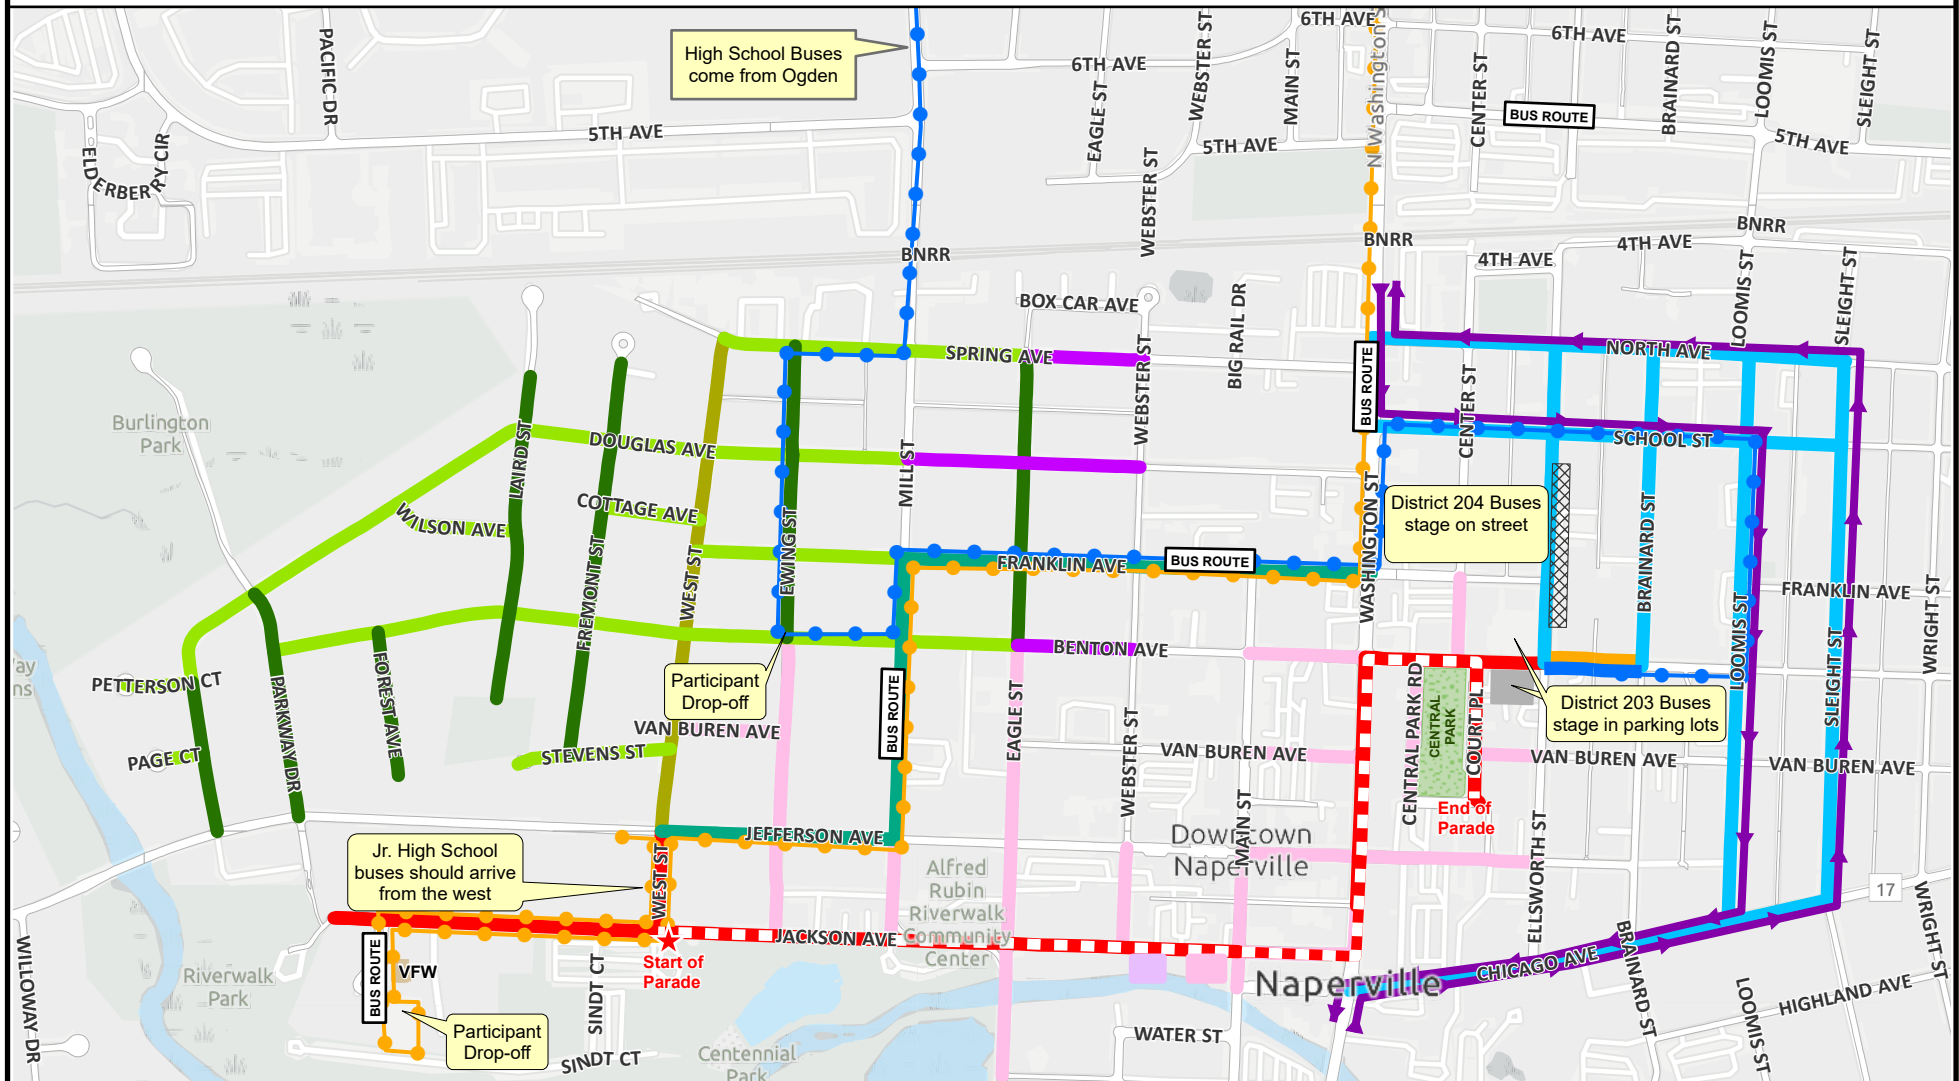 6TH AVE
PACIFIC DR
High School Buses
come from Ogden
6TH AVE
WEBSTER ST
MAIN ST
N Washington S
6TH AVE
BRAINARD ST
LOOMIS ST
SLEIGHT ST
CENTER ST
EAGLE ST
BUS ROUTE
5TH AVE
5TH AVE
5TH AVE
ELDERBERRY CIR
WEBSTER ST
BNRR
BNRR
BNRR
4TH AVE
4TH AVE
LOOMIS ST
SLEIGHT ST
BOX CAR AVE
BIG RAIL DR
SPRING AVE
WEBSTER ST
BUS ROUTE
NORTH AVE
CENTER ST
Burlington
Park
DOUGLAS AVE
LAIRD ST
MILL ST
SCHOOL ST
COTTAGE AVE
WILSON AVE
EWING ST
WASHINGTON ST
District 204 Buses
stage on street
BRAINARD ST
FREMONT ST
WEST ST
FRANKLIN AVE
BUS ROUTE
FRANKLIN AVE
WRIGHT ST
LOOMIS ST
SLEIGHT ST
BENTON AVE
ay
ns
PETTERSON CT
PARKWAY DR
FOREST AVE
Participant
Drop-off
BUS ROUTE
EAGLE ST
CENTRAL PARK RD
CENTRAL
PARK
COURT PL
District 203 Buses
stage in parking lots
VAN BUREN AVE
WEBSTER ST
VAN BUREN AVE
VAN BUREN AVE
VAN BUREN AVE
PAGE CT
STEVENS ST
End of
Parade
JEFFERSON AVE
MAIN ST
Downtown
Naperville
ELLSWORTH ST
Jr. High School
buses should arrive
from the west
WEST ST
Alfred
Rubin
Riverwalk
Community
Center
17
WRIGHT ST
JACKSON AVE
WILLOWAY DR
BUS ROUTE
VFW
Start of
Parade
Riverwalk
Park
SINDT CT
Naperville
CHICAGO AVE
BRAINARD ST
LOOMIS ST
HIGHLAND AVE
Participant
Drop-off
SINDT CT
Centennial
Park
WATER ST